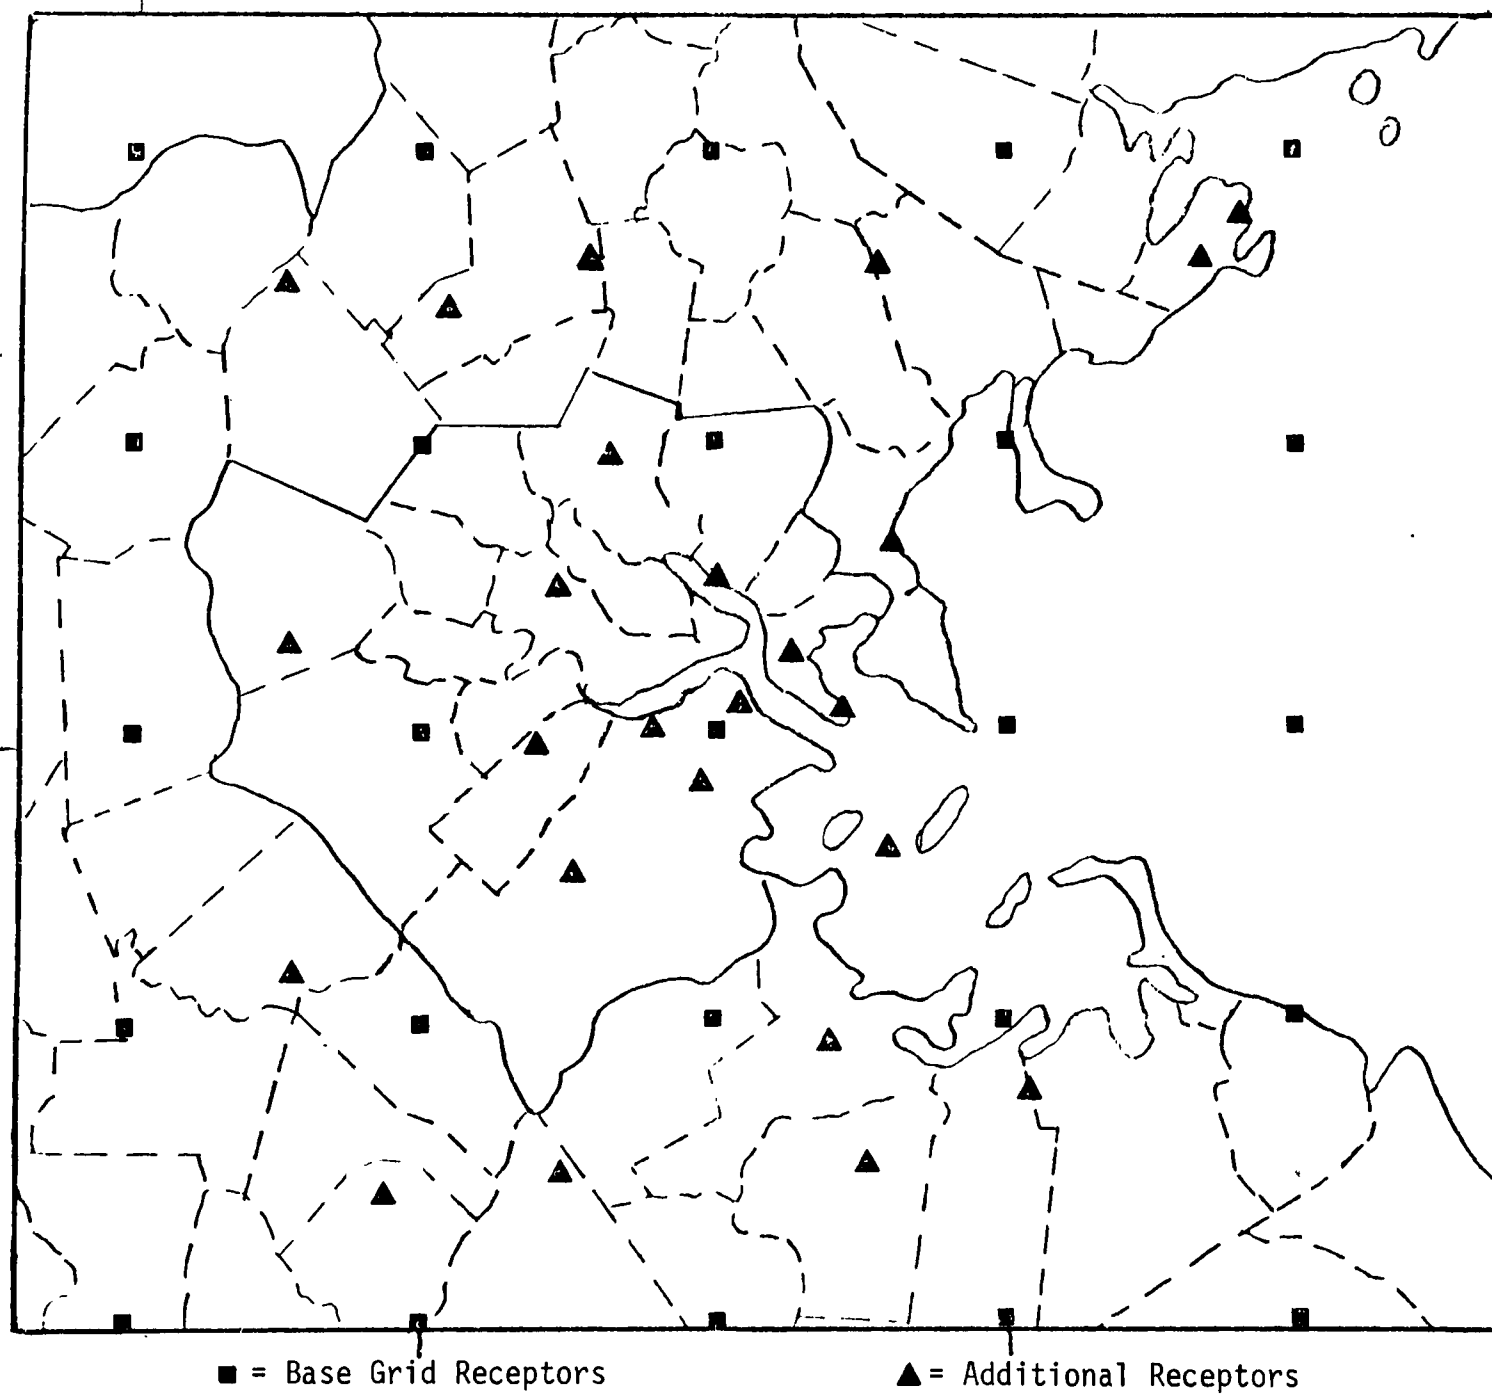 ■ = Base Grid Receptors ▲ = Additional Receptors